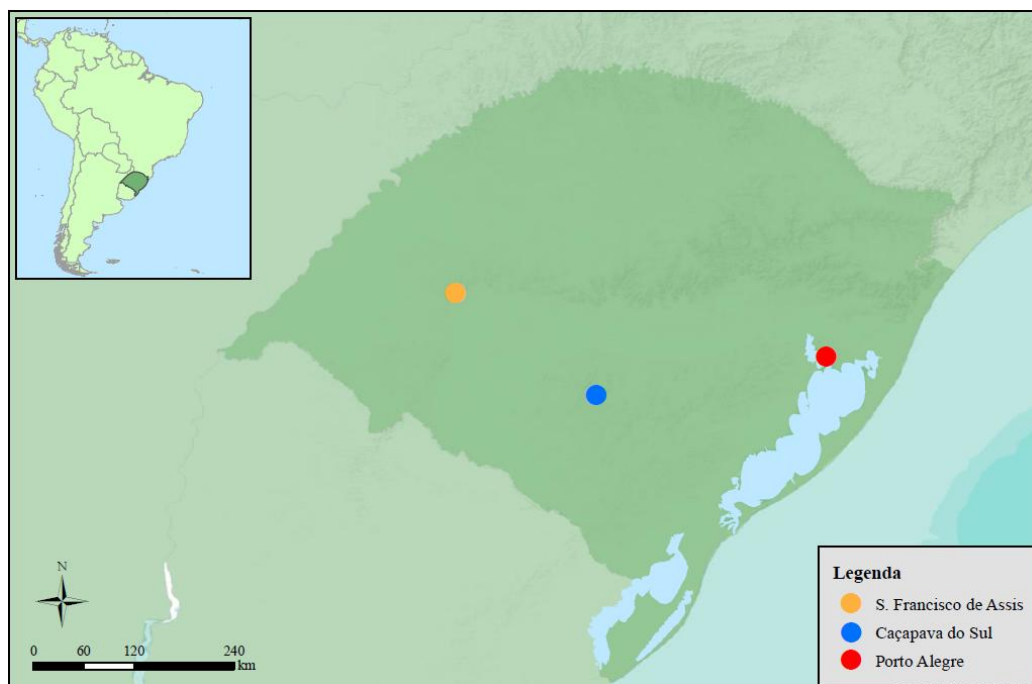 N
0 60 120 240
km
Legenda
S. Francisco de Assis
Caçapava do Sul
Porto Alegre